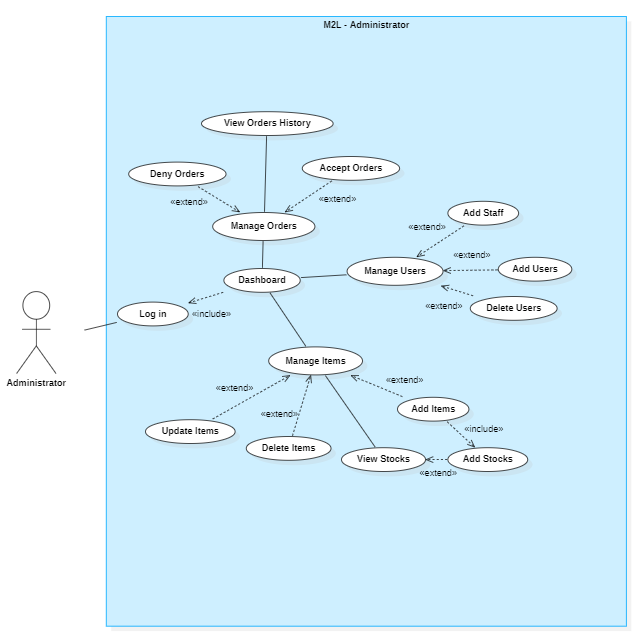 M2L - Administrator
View Orders History
Deny Orders
Accept Orders
«extend»
«extend»
Manage Orders
Add Staff
«extend»
«extend»
Manage Users
Add Users
Dashboard
«extend»
Delete Users
Log in
«include»
Administrator
Manage Items
«extend»
«extend»
«extend»
Add Items
Update Items
«include»
Delete Items
View Stocks
Add Stocks
«extend»